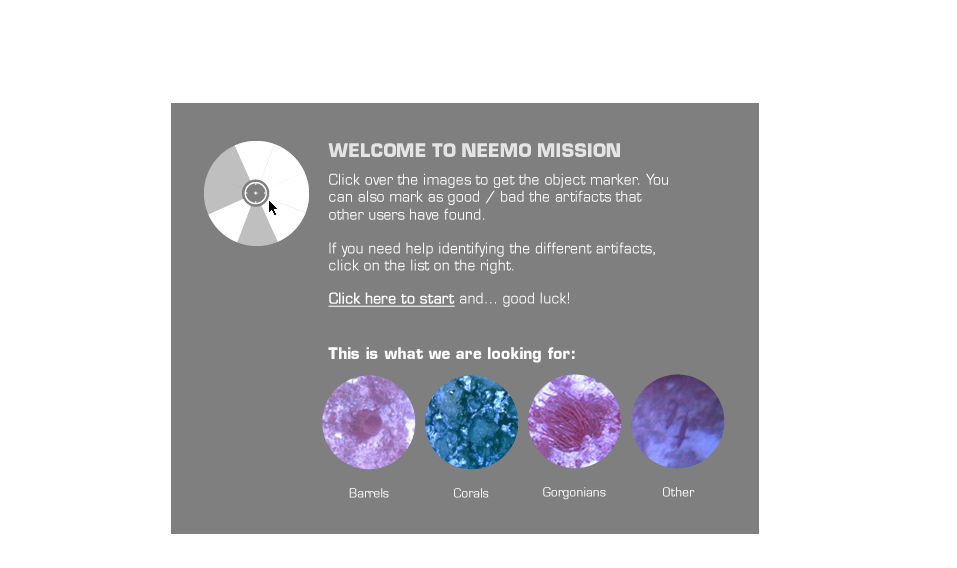 WELCOME TO NEEMO MISSION
Click over the images to get the object marker. You
can also mark as good / bad the artifacts that
other users have found.
If you need help identifying the different artifacts,
click on the list on the right.
Click here to start and... good luck!
This is what we are looking for:
Barrels
Corals
Gorgonians
Other